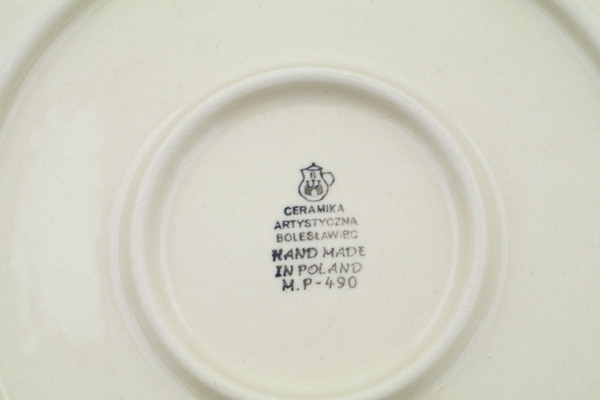 B
CERAMIKA
ARTYSTYCZNA
BOLESŁAWIEC
HAND MADE
IN POLAND
M.P-490